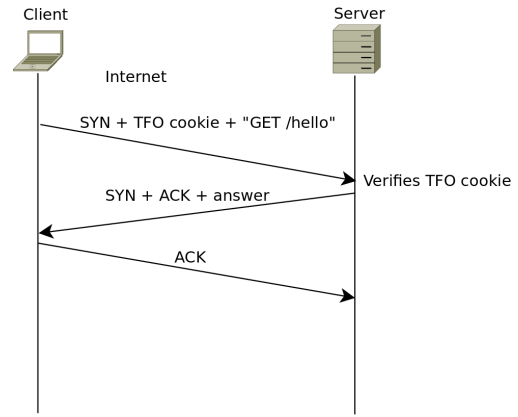 Client
Server
Internet
SYN + TFO cookie + "GET /hello"
Verifies TFO cookie
SYN + ACK + answer
ACK